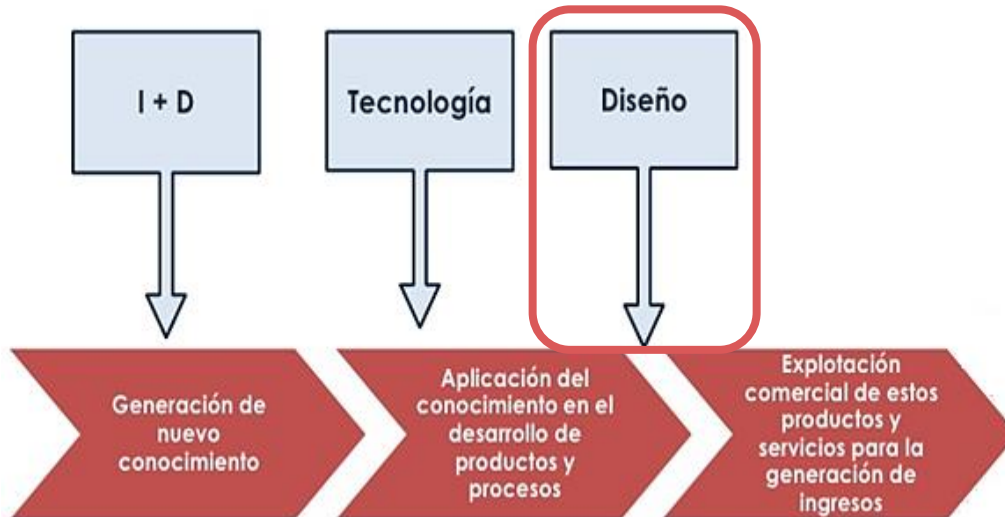 I + D
Tecnología
Diseño
Generación de
nuevo
conocimiento
Aplicación del
conocimiento en el
desarrollo de
productos y
procesos
Explotación
comercial de estos
productos y
servicios para la
generación de
ingresos